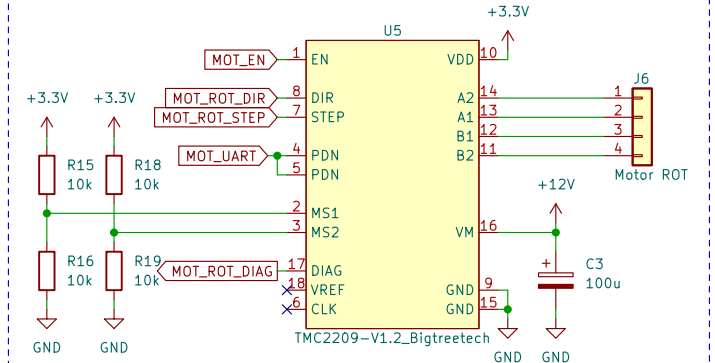 +3.3V
U5
1 EN VDD 10
MOT_EN
J6
+3.3V +3.3V
MOT_ROT_DIR 8 DIR A2 14 1
MOT_ROT_STEP 7 STEP A1 13 2
B1 12 3
MOT_UART 4 PDN B2 11 4
R15 R18 5 PDN Motor ROT
10k 10k
+12V
2 MS1
3 MS2 VM 16
R16 R19 MOT_ROT_DIAG 17 DIAG + C3
10k 10k 18 VREF GND 9 100u
6 CLK GND 15
TMC2209-V1.2_Bigtreetech
GND GND GND GND